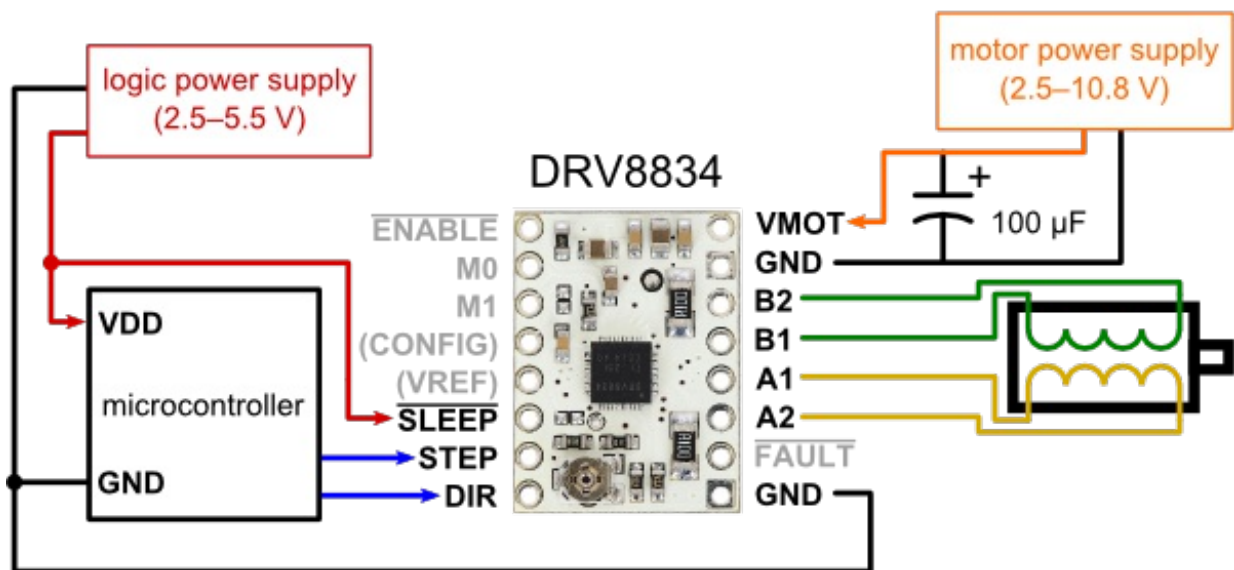 logic power supply
(2.5–5.5 V)
motor power supply
(2.5–10.8 V)
DRV8834
+
100 µF
ENABLE
M0
M1
(CONFIG)
(VREF)
SLEEP
STEP
DIR
VMOT
GND
B2
B1
A1
A2
FAULT
GND
VDD
microcontroller
GND